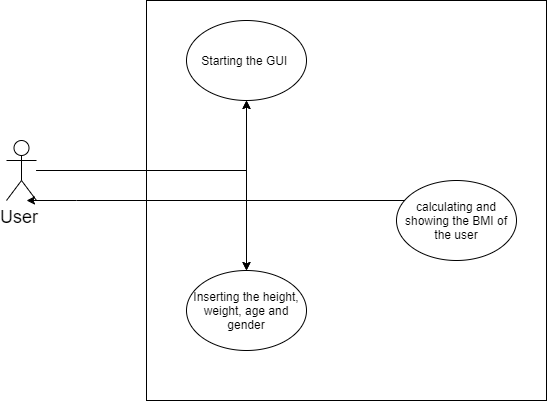 Starting the GUI
User
calculating and
showing the BMI of
the user
Inserting the height,
weight, age and
gender